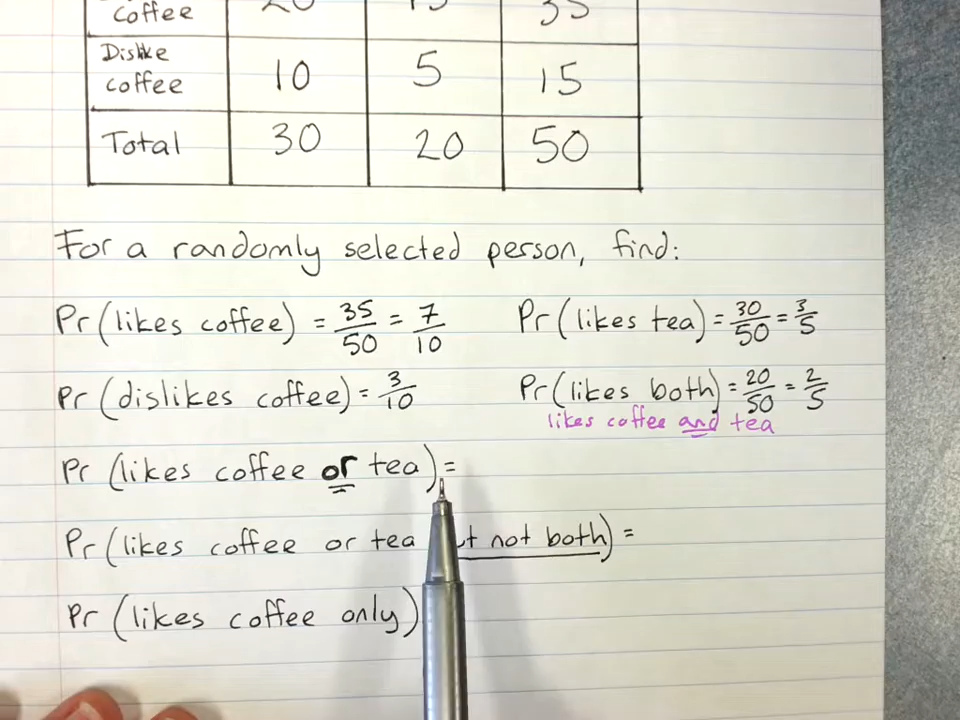 coffee 20 15 35
Dislike
coffee 10 5 15
Total 30 20 50
For a randomly selected person, find:
Pr (likes coffee) = 35/50 = 7/10 Pr (likes tea) = 30/50 = 3/5
Pr (dislikes coffee) = 3/10 Pr (likes both) = 20/50 = 2/5
likes coffee and tea
Pr (likes coffee or tea) =
Pr (likes coffee or tea not both) =
Pr (likes coffee only)